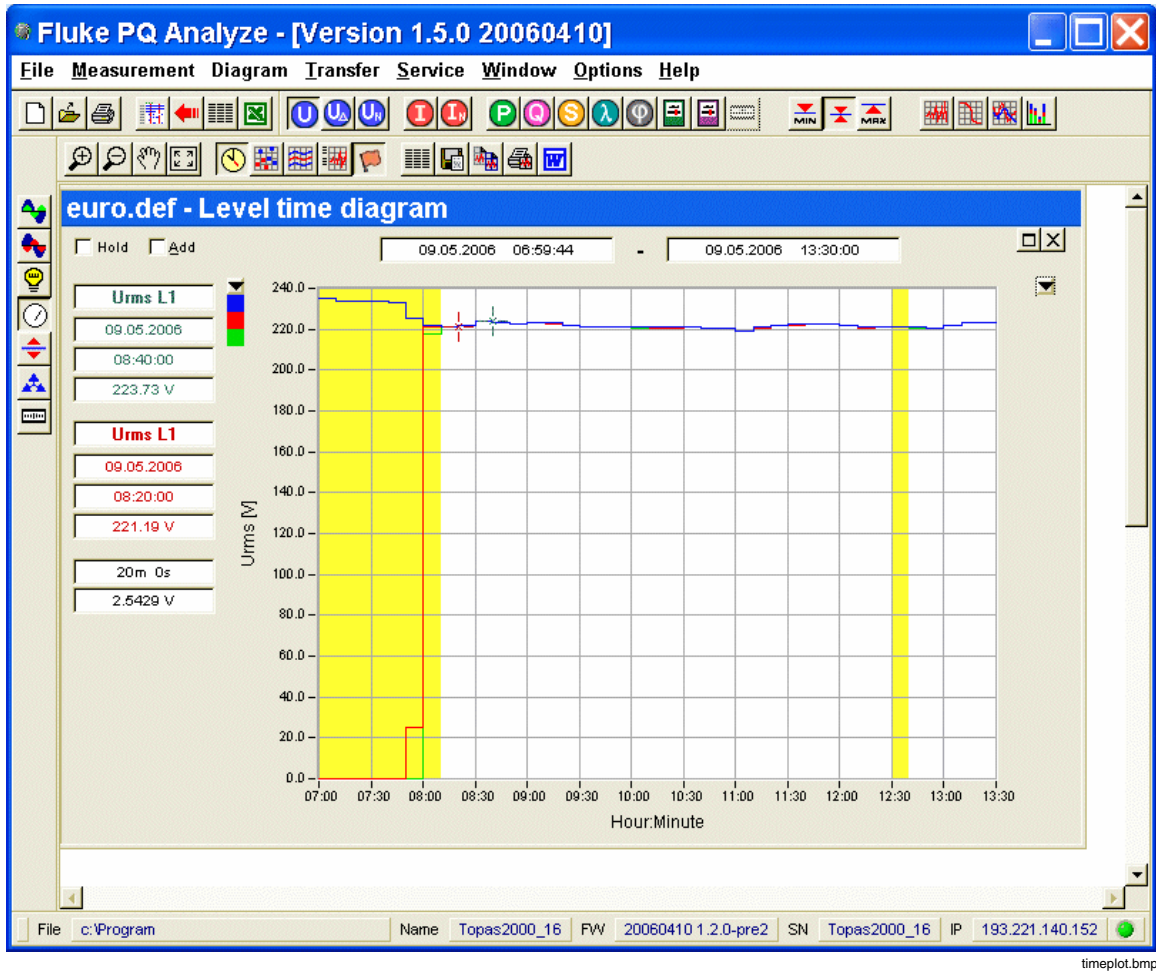 Fluke PQ Analyze - [Version 1.5.0 20060410]
File Measurement Diagram Transfer Service Window Options Help
U UΔ UN I IN P Q S λ φ MIN MAX
W
euro.def - Level time diagram
Hold Add 09.05.2006 06:59:44 - 09.05.2006 13:30:00
Urms L1
09.05.2006
08:40:00
223.73 V
Urms L1
09.05.2006
08:20:00
221.19 V
20m 0s
2.5429 V
Urms [V]
240.0
220.0
200.0
180.0
160.0
140.0
120.0
100.0
80.0
60.0
40.0
20.0
0.0
07:00 07:30 08:00 08:30 09:00 09:30 10:00 10:30 11:00 11:30 12:00 12:30 13:00 13:30
Hour:Minute
File c:\Program Name Topas2000_16 FW 20060410 1.2.0-pre2 SN Topas2000_16 IP 193.221.140.152
timeplot.bmp